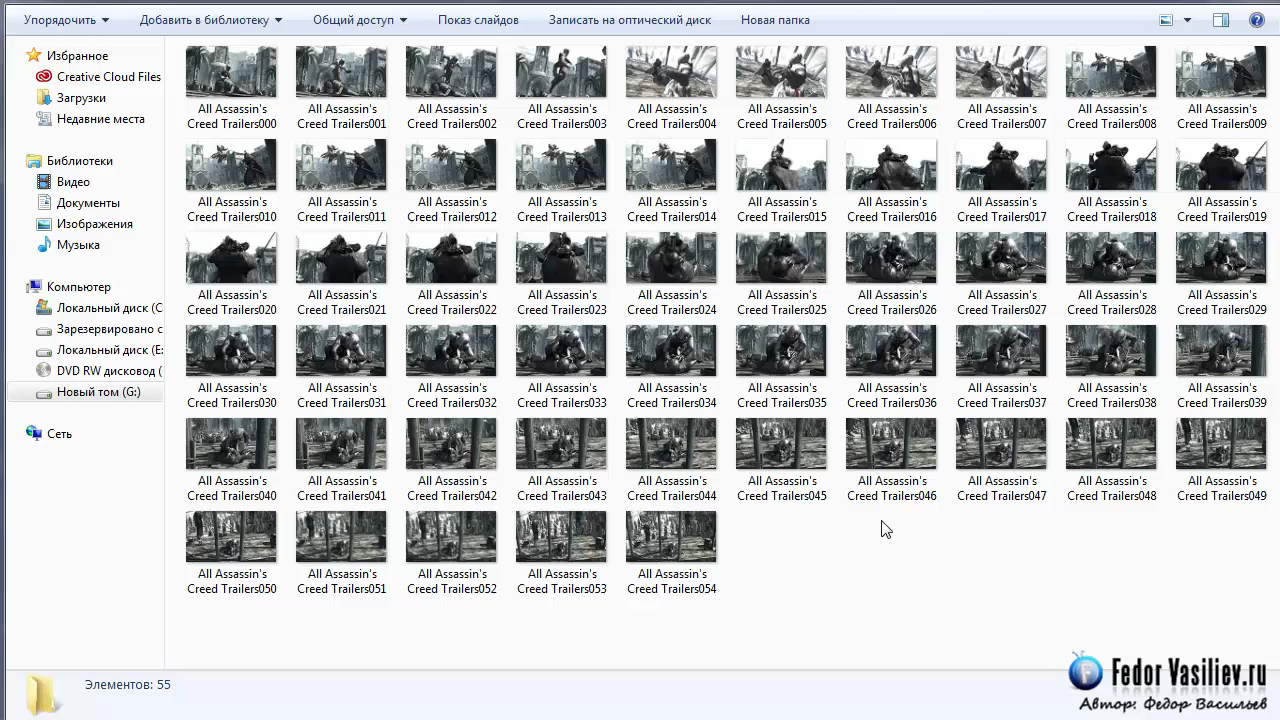 Упорядочить
Добавить в библиотеку
Общий доступ
Показ слайдов
Записать на оптический диск
Новая папка
Избранное
Creative Cloud Files
Загрузки
Недавние места
Библиотеки
Видео
Документы
Изображения
Музыка
Компьютер
Локальный диск (C
Зарезервировано с
Локальный диск (E:
DVD RW дисковод (
Новый том (G:)
Сеть
All Assassin's All Assassin's All Assassin's All Assassin's All Assassin's All Assassin's All Assassin's All Assassin's All Assassin's All Assassin's
Creed Trailers000 Creed Trailers001 Creed Trailers002 Creed Trailers003 Creed Trailers004 Creed Trailers005 Creed Trailers006 Creed Trailers007 Creed Trailers008 Creed Trailers009
All Assassin's All Assassin's All Assassin's All Assassin's All Assassin's All Assassin's All Assassin's All Assassin's All Assassin's All Assassin's
Creed Trailers010 Creed Trailers011 Creed Trailers012 Creed Trailers013 Creed Trailers014 Creed Trailers015 Creed Trailers016 Creed Trailers017 Creed Trailers018 Creed Trailers019
All Assassin's All Assassin's All Assassin's All Assassin's All Assassin's All Assassin's All Assassin's All Assassin's All Assassin's All Assassin's
Creed Trailers020 Creed Trailers021 Creed Trailers022 Creed Trailers023 Creed Trailers024 Creed Trailers025 Creed Trailers026 Creed Trailers027 Creed Trailers028 Creed Trailers029
All Assassin's All Assassin's All Assassin's All Assassin's All Assassin's All Assassin's All Assassin's All Assassin's All Assassin's All Assassin's
Creed Trailers030 Creed Trailers031 Creed Trailers032 Creed Trailers033 Creed Trailers034 Creed Trailers035 Creed Trailers036 Creed Trailers037 Creed Trailers038 Creed Trailers039
All Assassin's All Assassin's All Assassin's All Assassin's All Assassin's All Assassin's All Assassin's All Assassin's All Assassin's All Assassin's
Creed Trailers040 Creed Trailers041 Creed Trailers042 Creed Trailers043 Creed Trailers044 Creed Trailers045 Creed Trailers046 Creed Trailers047 Creed Trailers048 Creed Trailers049
All Assassin's All Assassin's All Assassin's All Assassin's All Assassin's
Creed Trailers050 Creed Trailers051 Creed Trailers052 Creed Trailers053 Creed Trailers054
Элементов: 55
Fedor Vasiliev.ru
Автор: Федор Васильев